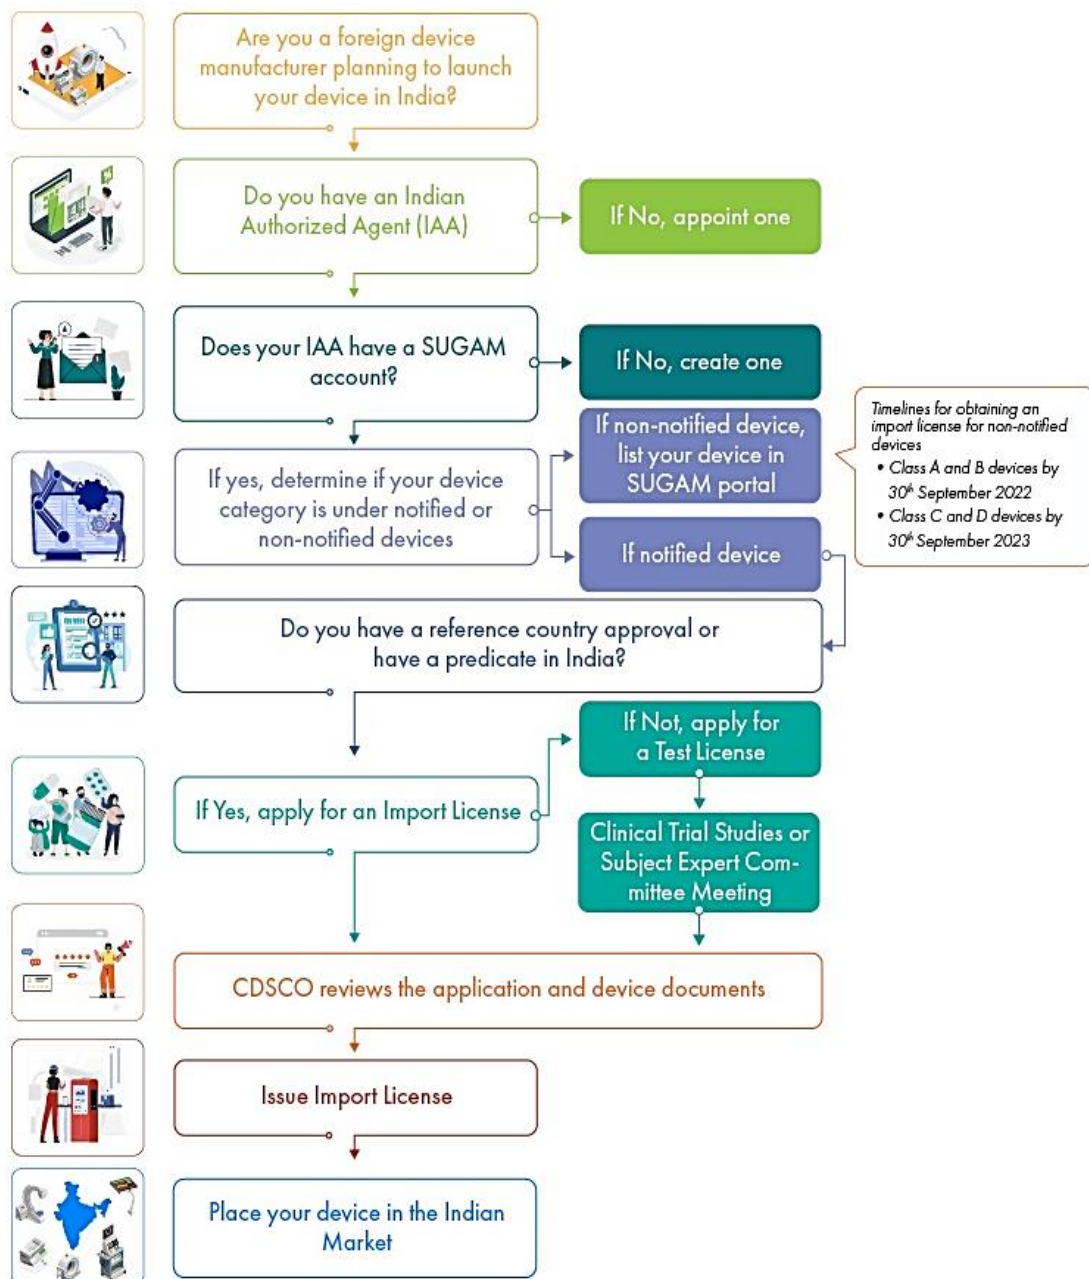 Are you a foreign device
manufacturer planning to launch
your device in India?
Do you have an Indian
Authorized Agent (IAA)
If No, appoint one
Does your IAA have a SUGAM
account?
If No, create one
If yes, determine if your device
category is under notified or
non-notified devices
If non-notified device,
list your device in
SUGAM portal
Timelines for obtaining an
import license for non-notified
devices
• Class A and B devices by
30th September 2022
• Class C and D devices by
30th September 2023
If notified device
Do you have a reference country approval or
have a predicate in India?
If Yes, apply for an Import License
If Not, apply for
a Test License
Clinical Trial Studies or
Subject Expert Com-
mittee Meeting
CDSCO reviews the application and device documents
Issue Import License
Place your device in the Indian
Market